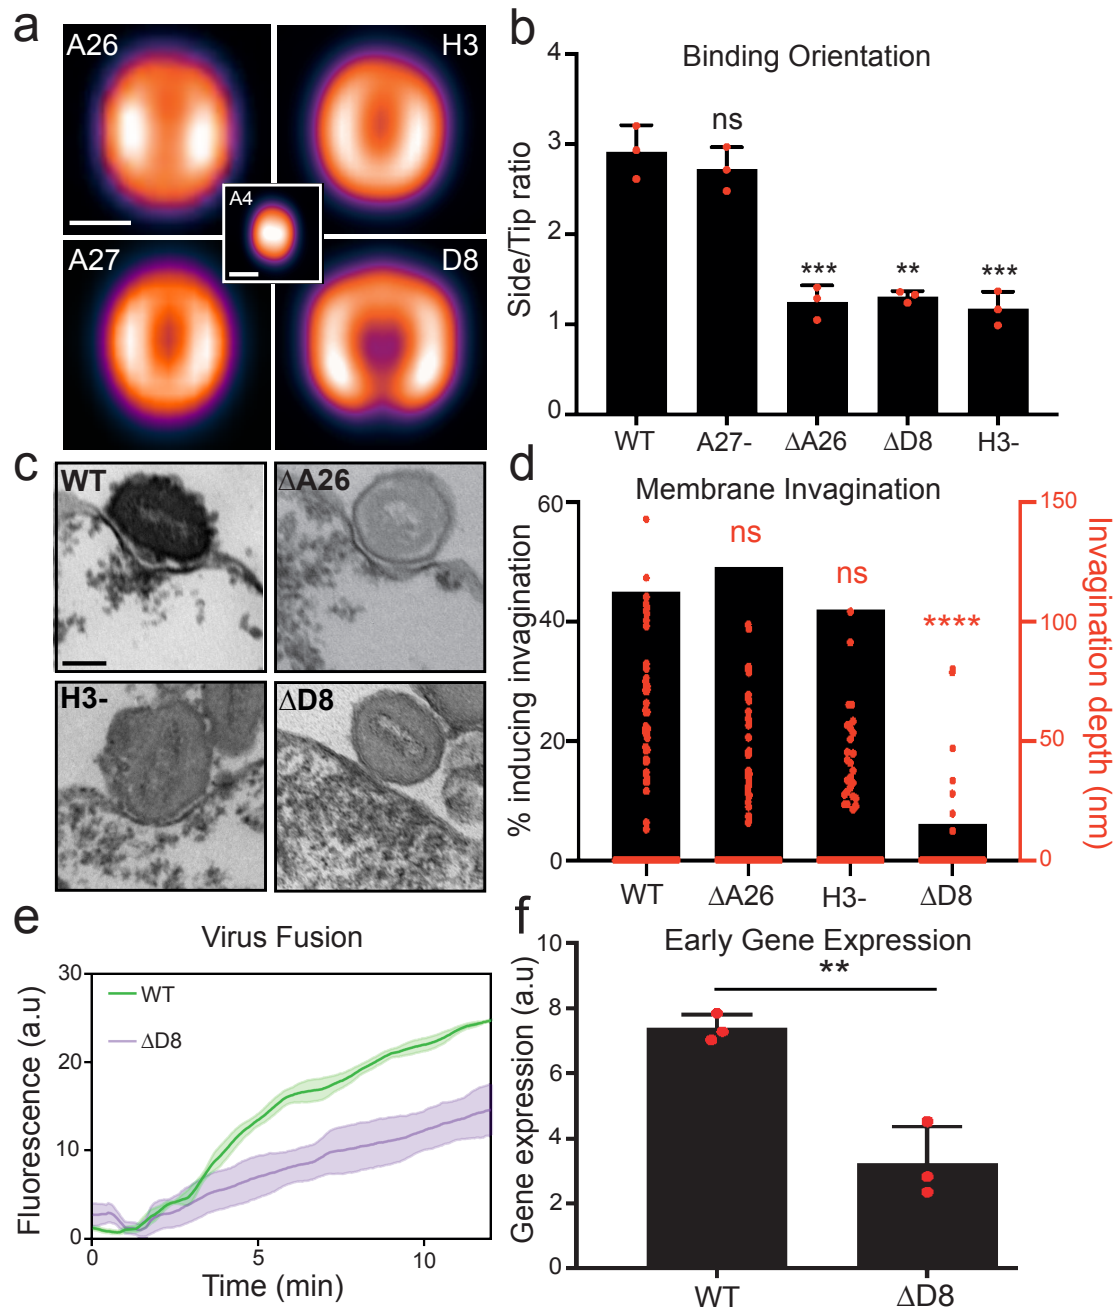 a
A26
H3
A4
A27
D8
b
Binding Orientation
Side/Tip ratio
4
3
2
1
0
ns
***
**
***
WT
A27-
ΔA26
ΔD8
H3-
c
WT
ΔA26
H3-
ΔD8
d
Membrane Invagination
% inducing invagination
60
40
20
0
ns
ns
****
150
100
50
0
Invagination depth (nm)
WT
ΔA26
H3-
ΔD8
e
Virus Fusion
Fluorescence (a.u)
30
20
10
0
WT
ΔD8
0
5
10
Time (min)
f
Early Gene Expression
**
Gene expression (a.u)
10
8
6
4
2
0
WT
ΔD8